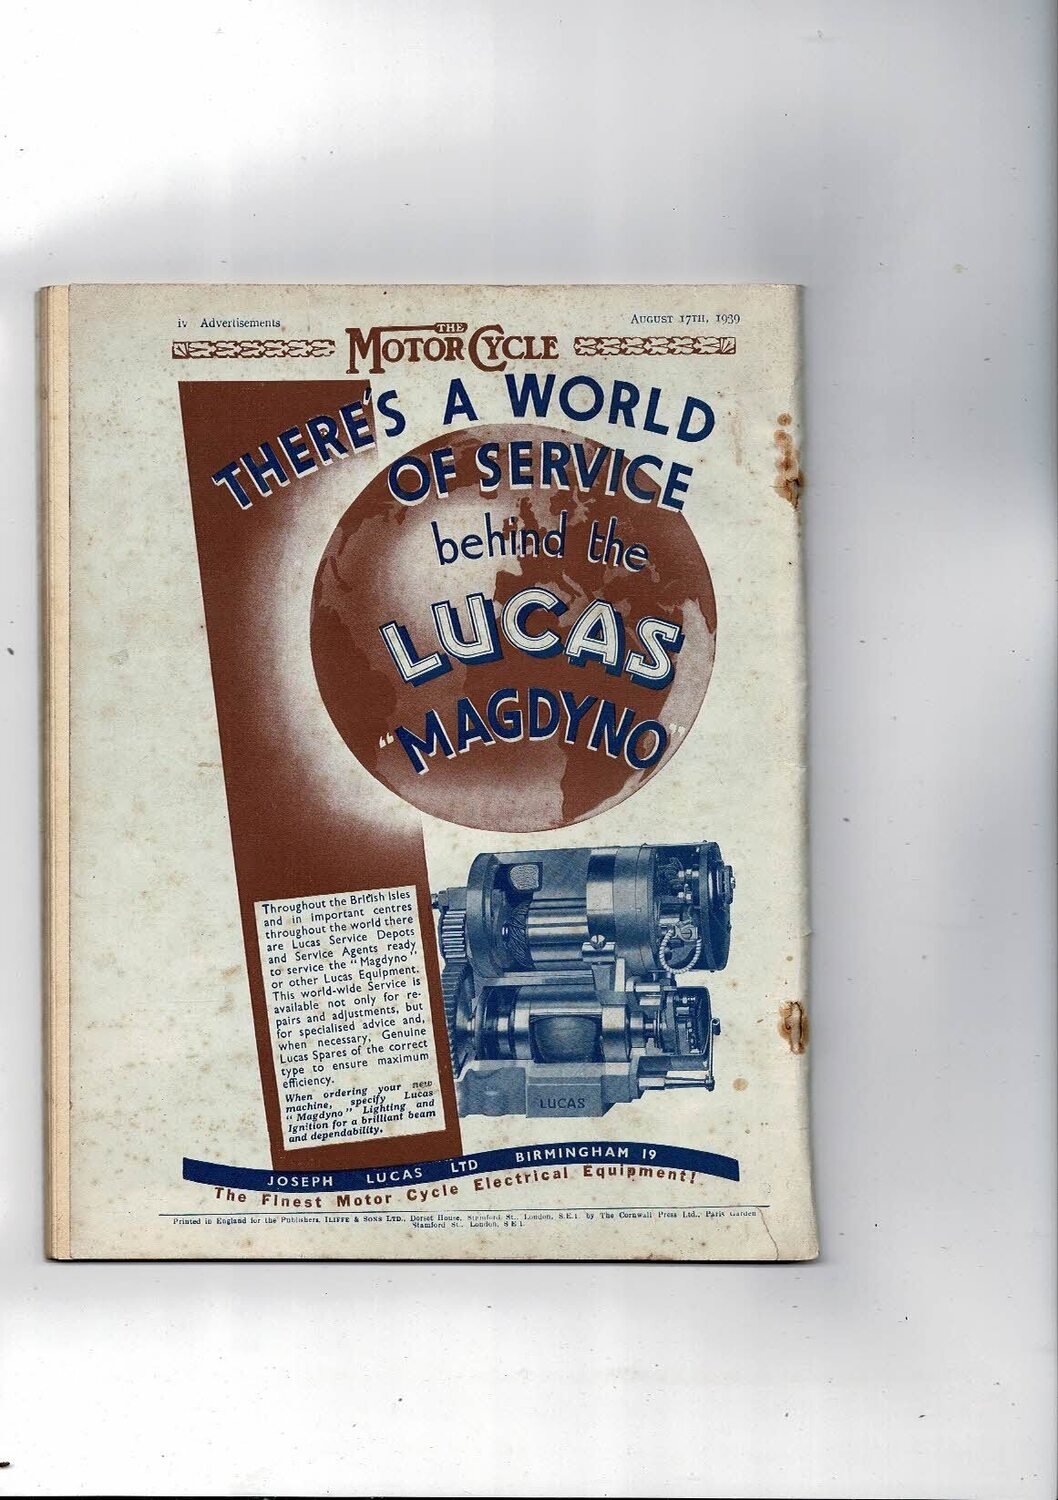 iv Advertisements
AUGUST 17TH, 1939
THE
MOTOR CYCLE
THERE'S A WORLD
OF SERVICE
behind the
LUCAS
"MAGDYNO"
Throughout the British Isles
and in important centres
throughout the world there
are Lucas Service Depots
and Service Agents ready
to service the "Magdyno"
or other Lucas Equipment.
This world-wide Service is
available not only for re-
pairs and adjustments, but
for specialised advice and,
when necessary, Genuine
Lucas Spares of the correct
type to ensure maximum
efficiency.
When ordering your new
machine, specify Lucas
"Magdyno" Lighting and
Ignition for a brilliant beam
and dependability.
LUCAS
JOSEPH LUCAS LTD BIRMINGHAM 19
The Finest Motor Cycle Electrical Equipment!
Printed in England for the Publishers, ILIFFE & SONS LTD., Dorset House, Stamford St., London, S.E.1 by The Cornwall Press Ltd., Paris Garden
Stamford St., London, S E 1.